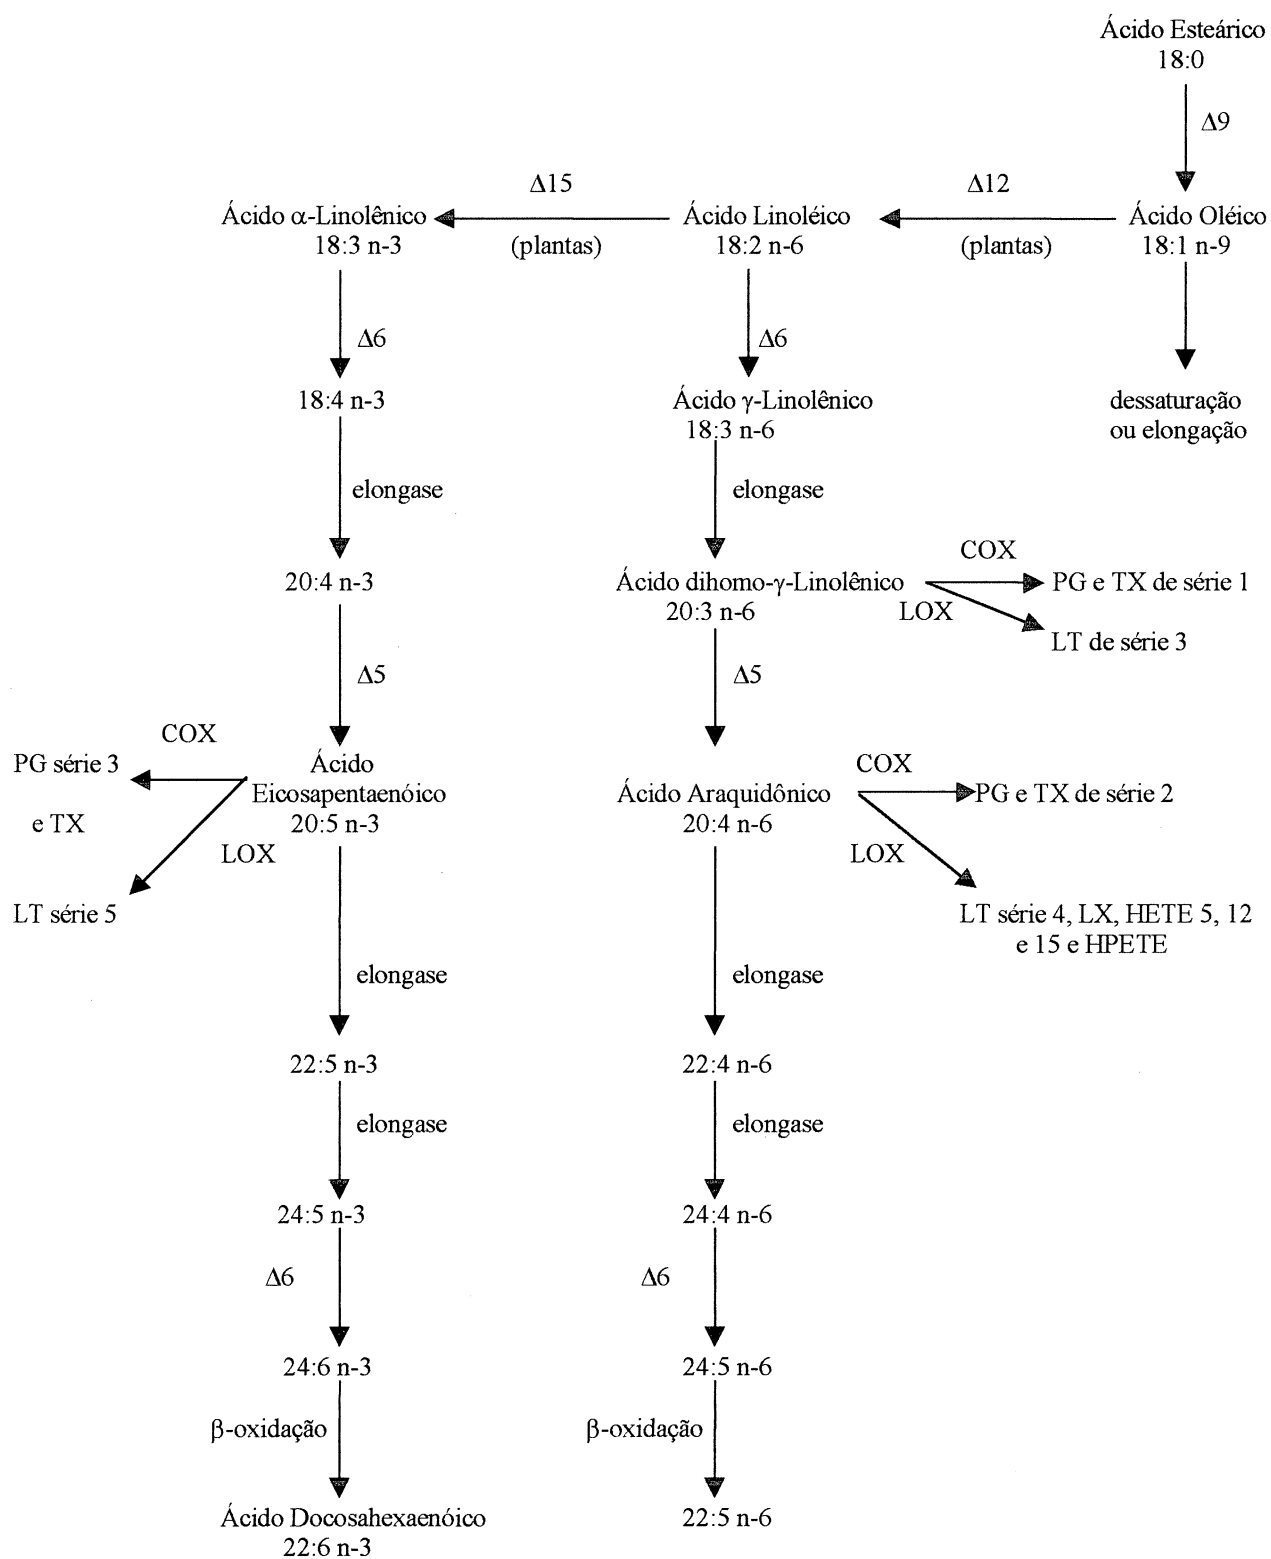 Ácido Esteárico
18:0
Δ9
Δ15
Δ12
Ácido α-Linolênico
Ácido Linoléico
Ácido Oléico
18:3 n-3
(plantas)
18:2 n-6
(plantas)
18:1 n-9
Δ6
Δ6
18:4 n-3
Ácido γ-Linolênico
18:3 n-6
dessaturação
ou elongação
elongase
elongase
20:4 n-3
Ácido dihomo-γ-Linolênico
20:3 n-6
COX
PG e TX de série 1
LOX
LT de série 3
Δ5
Δ5
COX
PG série 3
e TX
LOX
LT série 5
Ácido
Eicosapentaenóico
20:5 n-3
Ácido Araquidônico
20:4 n-6
COX
PG e TX de série 2
LOX
LT série 4, LX, HETE 5, 12
e 15 e HPETE
elongase
elongase
22:5 n-3
22:4 n-6
elongase
elongase
24:5 n-3
24:4 n-6
Δ6
Δ6
24:6 n-3
24:5 n-6
β-oxidação
β-oxidação
Ácido Docosahexaenóico
22:6 n-3
22:5 n-6